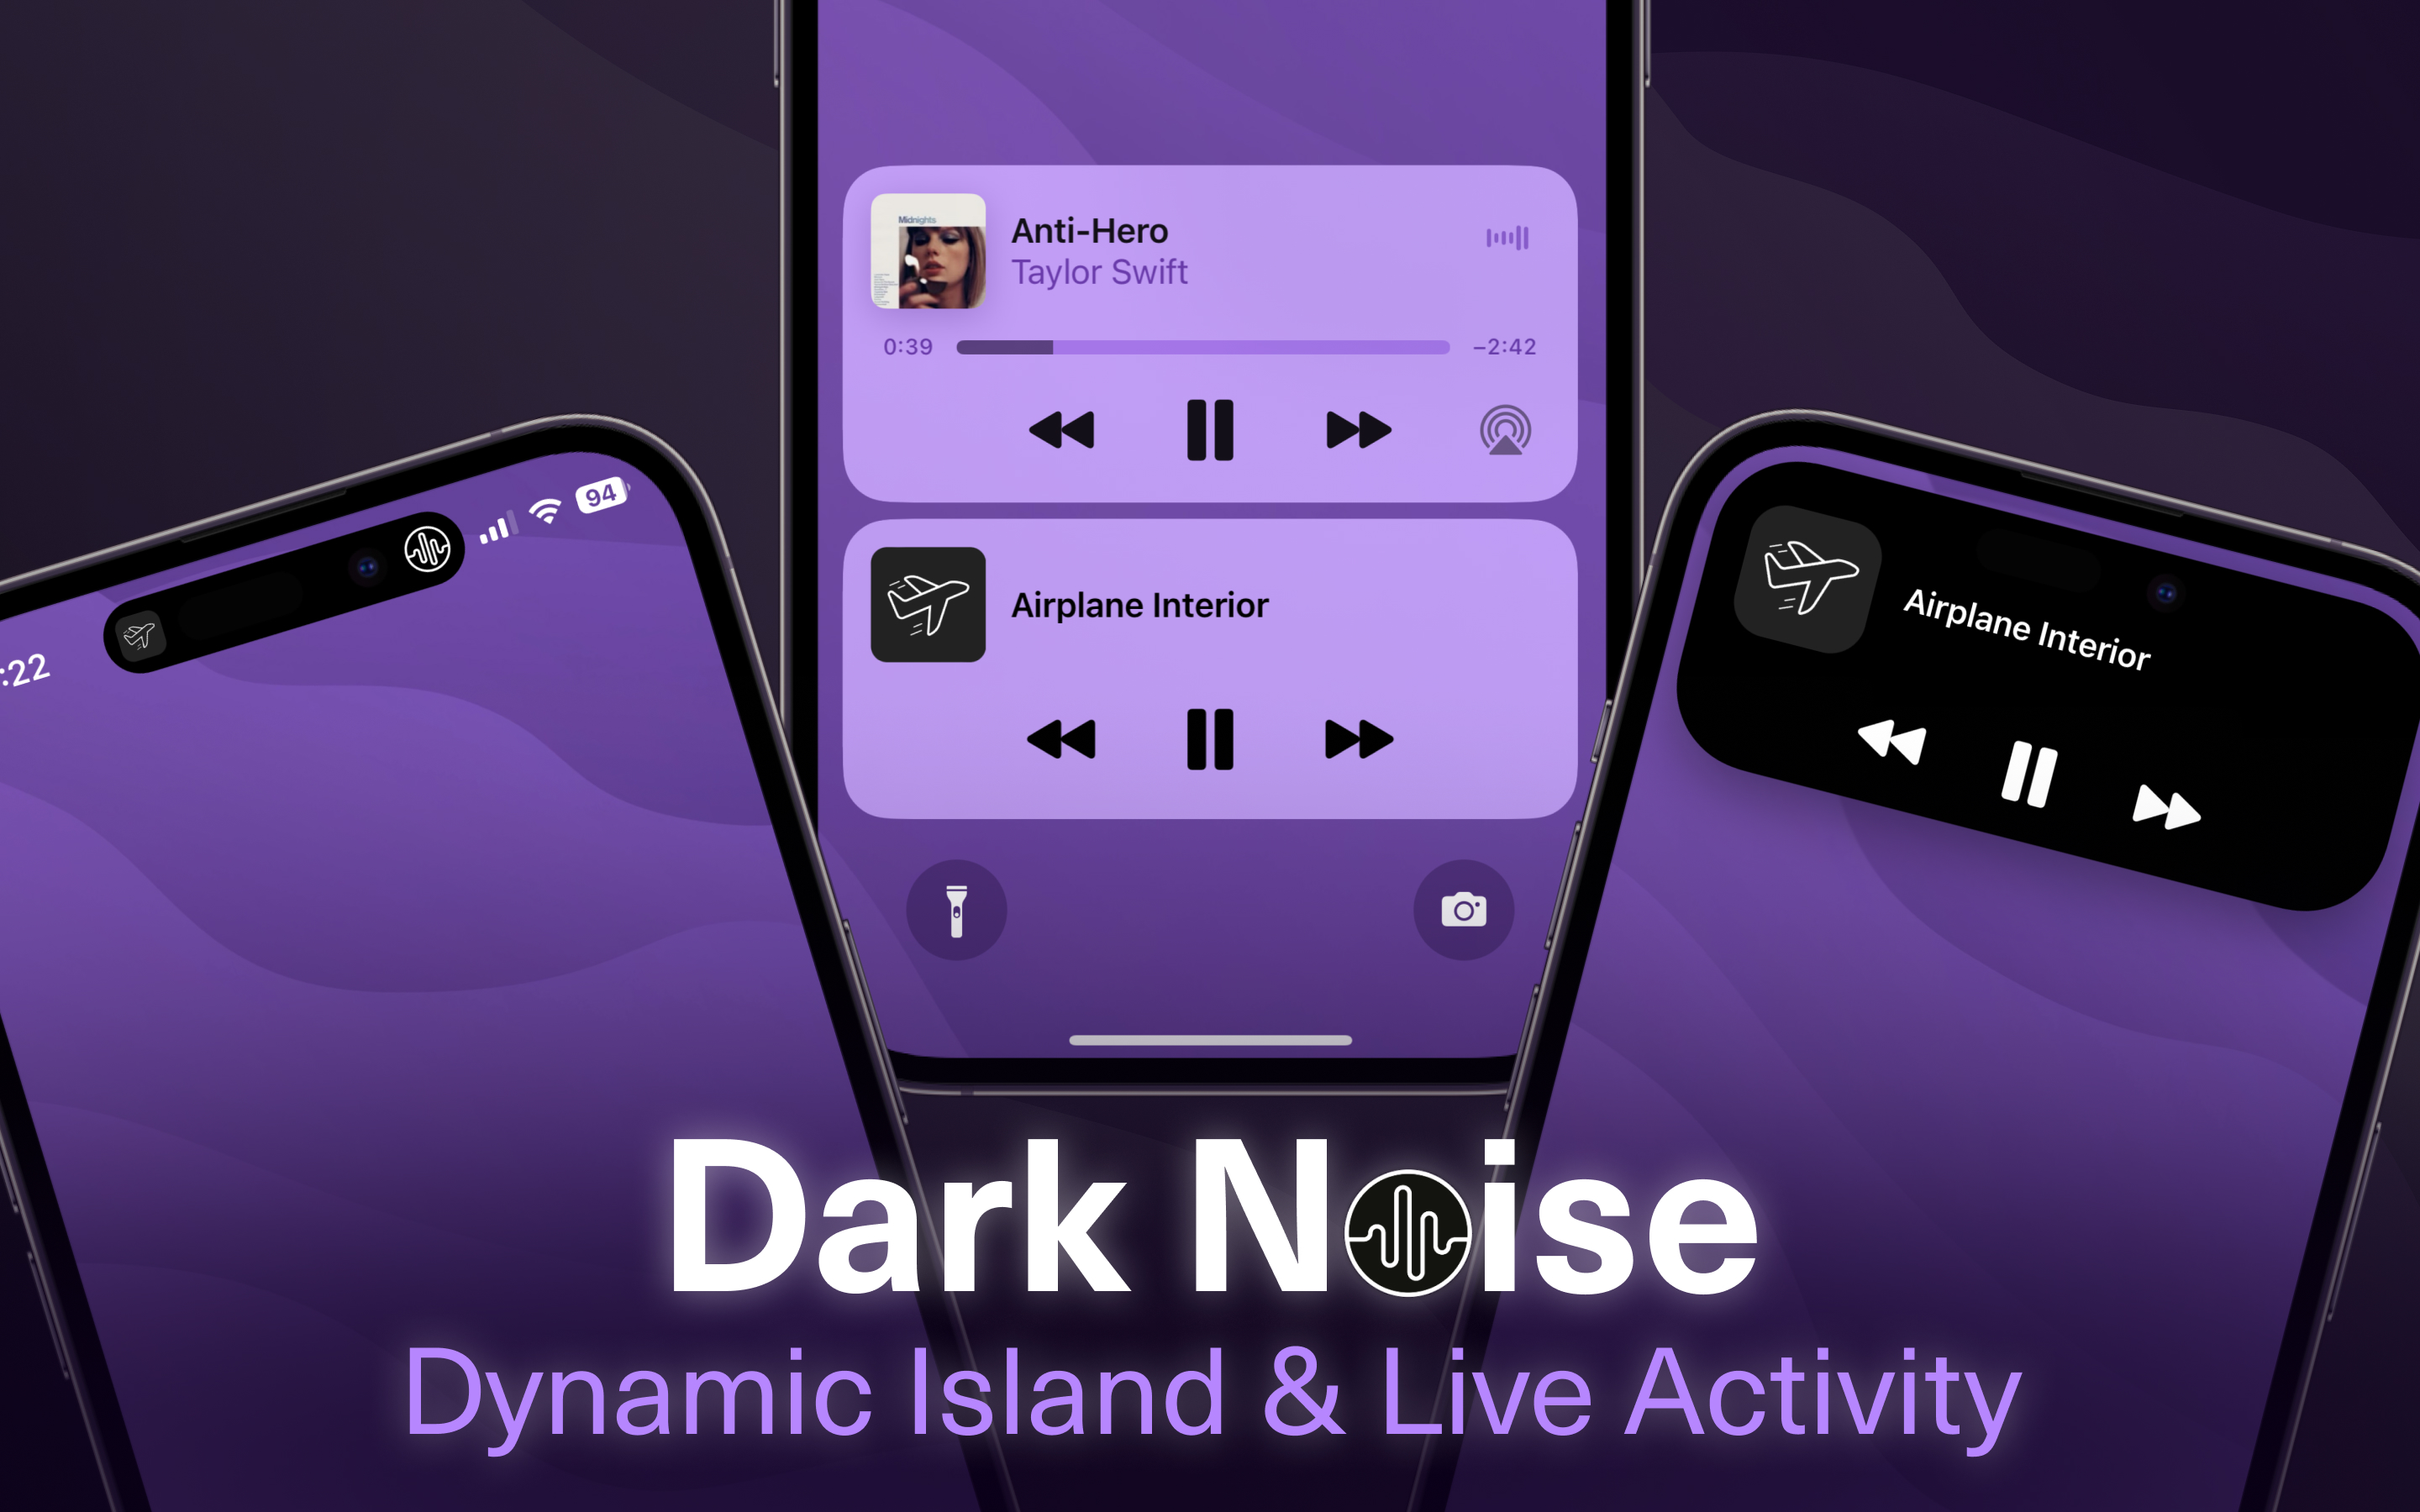 Midnights
Anti-Hero
Taylor Swift
0:39
−2:42
Airplane Interior
:22
94
Airplane Interior
Dark Noise
Dynamic Island & Live Activity